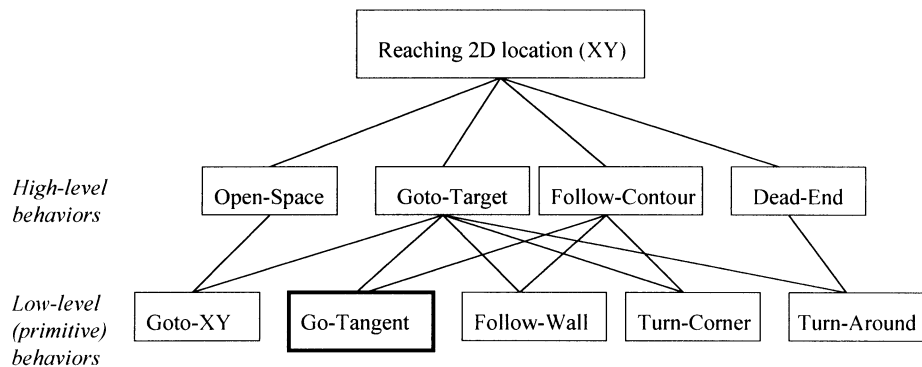 Reaching 2D location (XY)
High-level
behaviors
Open-Space
Goto-Target
Follow-Contour
Dead-End
Low-level
(primitive)
behaviors
Goto-XY
Go-Tangent
Follow-Wall
Turn-Corner
Turn-Around